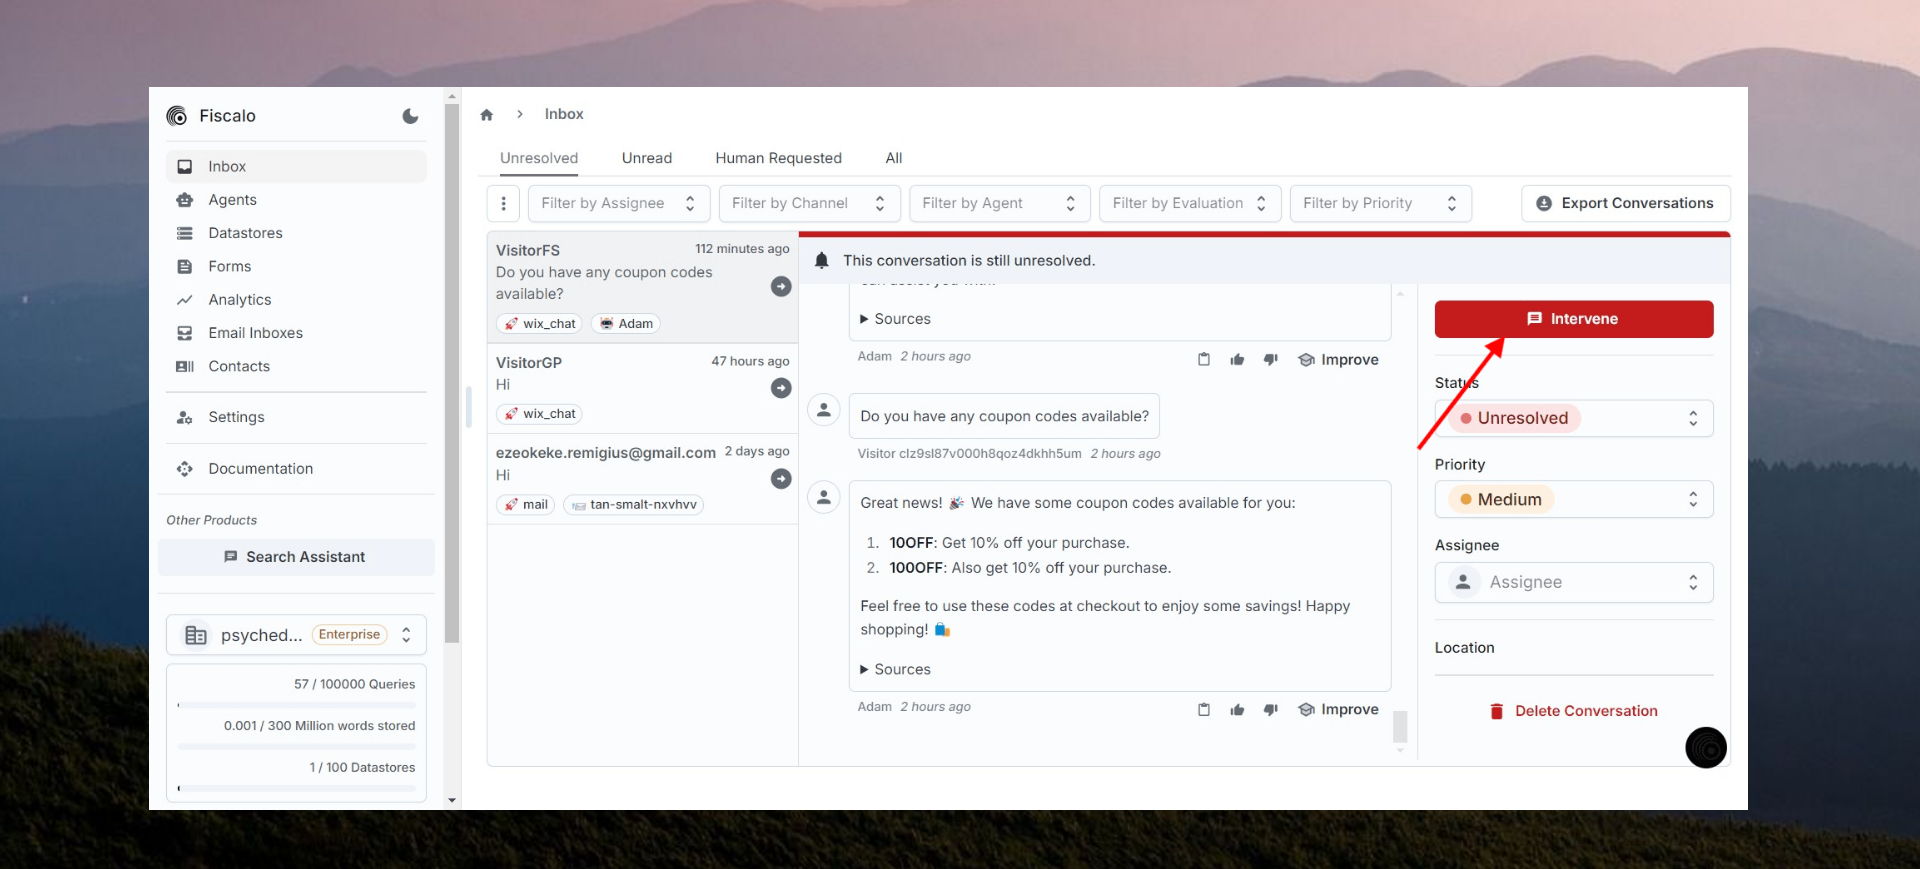 Fiscalo
Inbox
Agents
Datastores
Forms
Analytics
Email Inboxes
Contacts
Settings
Documentation
Other Products
Search Assistant
psyched...
Enterprise
57 / 100000 Queries
0.001 / 300 Million words stored
1 / 100 Datastores
Inbox
Unresolved
Unread
Human Requested
All
Filter by Assignee
Filter by Channel
Filter by Agent
Filter by Evaluation
Filter by Priority
Export Conversations
VisitorFS
112 minutes ago
Do you have any coupon codes
available?
wix_chat
Adam
VisitorGP
47 hours ago
Hi
wix_chat
ezeokeke.remigius@gmail.com
2 days ago
Hi
mail
tan-smalt-nxvhvv
This conversation is still unresolved.
Sources
Adam 2 hours ago
Improve
Do you have any coupon codes available?
Visitor clz9sl87v000h8qoz4dkhh5um 2 hours ago
Great news! 🎉 We have some coupon codes available for you:
1. 10OFF: Get 10% off your purchase.
2. 100OFF: Also get 10% off your purchase.
Feel free to use these codes at checkout to enjoy some savings! Happy
shopping! 🛍️
Sources
Adam 2 hours ago
Improve
Intervene
Status
Unresolved
Priority
Medium
Assignee
Assignee
Location
Delete Conversation